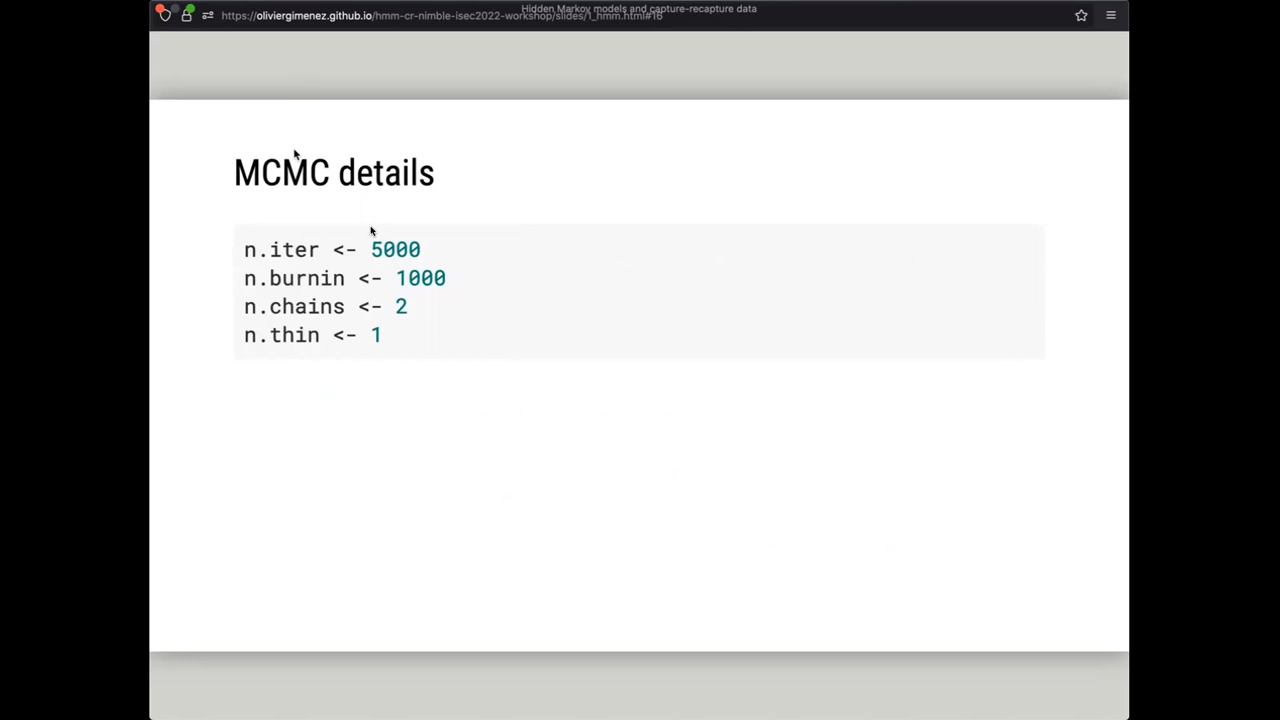 Hidden Markov models and capture-recapture data
https://oliviergimenez.github.io/hmm-cr-nimble-isec2022-workshop/slides/1_hmm.html#16
MCMC details
n.iter <- 5000
n.burnin <- 1000
n.chains <- 2
n.thin <- 1